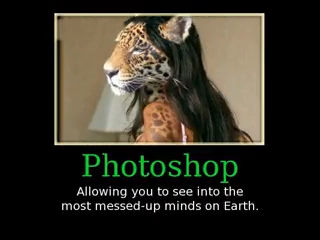 Photoshop
Allowing you to see into the
most messed-up minds on Earth.